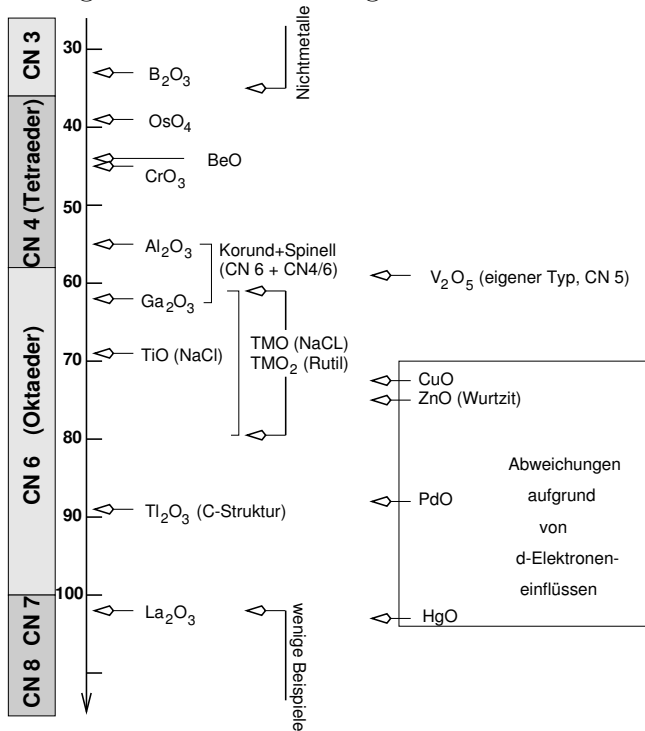 CN 3
CN 4 (Tetraeder)
CN 6 (Oktaeder)
CN 7
CN 8
30
40
50
60
70
80
90
100
B2O3
OsO4
BeO
CrO3
Al2O3
Ga2O3
TiO (NaCl)
Tl2O3 (C-Struktur)
La2O3
Nichtmetalle
Korund+Spinell
(CN 6 + CN4/6)
TMO (NaCL)
TMO2 (Rutil)
wenige Beispiele
V2O5 (eigener Typ, CN 5)
CuO
ZnO (Wurtzit)
PdO
HgO
Abweichungen
aufgrund
von
d-Elektronen-
einflüssen